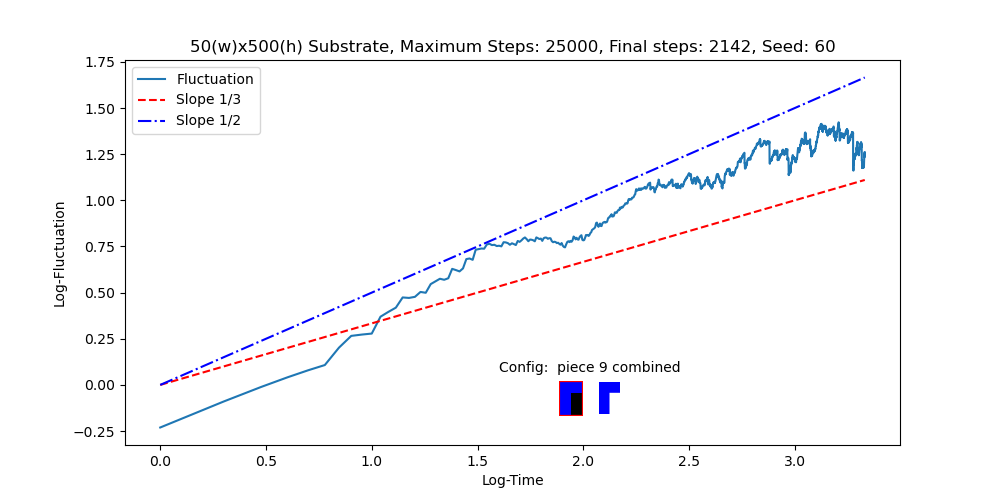 50(w)x500(h) Substrate, Maximum Steps: 25000, Final steps: 2142, Seed: 60
1.75
1.50
1.25
1.00
0.75
0.50
0.25
0.00
−0.25
Log-Fluctuation
Fluctuation
Slope 1/3
Slope 1/2
Config:  piece 9 combined
0.0 0.5 1.0 1.5 2.0 2.5 3.0
Log-Time